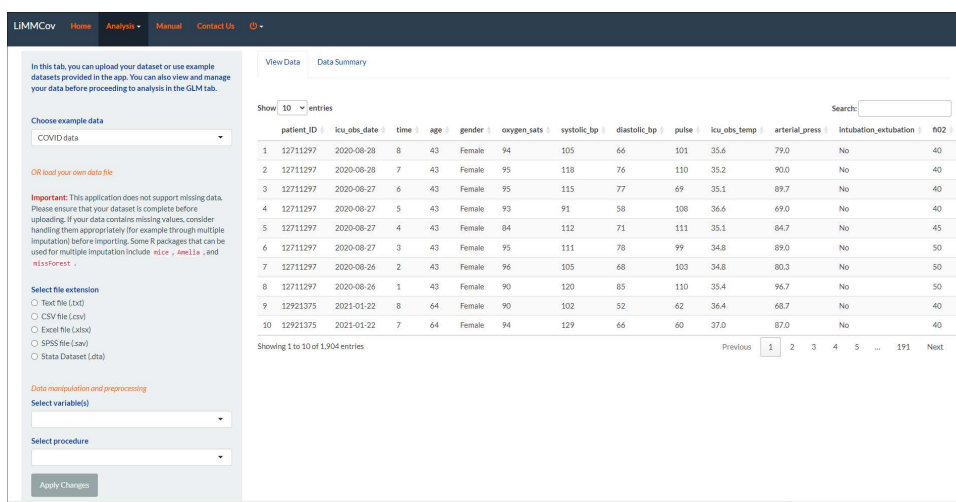 LiMMCov Home Analysis Manual Contact Us
In this tab, you can upload your dataset or use example
datasets provided in the app. You can also view and manage
your data before proceeding to analysis in the GLM tab.
Choose example data
COVID data
OR load your own data file
Important: This application does not support missing data.
Please ensure that your dataset is complete before
uploading. If your data contains missing values, consider
handling them appropriately (for example through multiple
imputation) before importing. Some R packages that can be
used for multiple imputation include mice , Amelia , and
missForest .
Select file extension
Text file (.txt)
CSV file (.csv)
Excel file (.xlsx)
SPSS file (.sav)
Stata Dataset (.dta)
Data manipulation and preprocessing
Select variable(s)
Select procedure
Apply Changes
View Data Data Summary
Show 10 entries Search:
patient_ID icu_obs_date time age gender oxygen_sats systolic_bp diastolic_bp pulse icu_obs_temp arterial_press intubation_extubation fi02
1 12711297 2020-08-28 8 43 Female 94 105 66 101 35.6 79.0 No 40
2 12711297 2020-08-28 7 43 Female 95 118 76 110 35.2 90.0 No 40
3 12711297 2020-08-27 6 43 Female 95 115 77 69 35.1 89.7 No 40
4 12711297 2020-08-27 5 43 Female 93 91 58 108 36.6 69.0 No 40
5 12711297 2020-08-27 4 43 Female 84 112 71 111 35.1 84.7 No 45
6 12711297 2020-08-27 3 43 Female 95 111 78 99 34.8 89.0 No 50
7 12711297 2020-08-26 2 43 Female 96 105 68 103 34.8 80.3 No 50
8 12711297 2020-08-26 1 43 Female 90 120 85 110 35.4 96.7 No 50
9 12921375 2021-01-22 8 64 Female 90 102 52 62 36.4 68.7 No 40
10 12921375 2021-01-22 7 64 Female 94 129 66 60 37.0 87.0 No 40
Showing 1 to 10 of 1,904 entries Previous 1 2 3 4 5 ... 191 Next